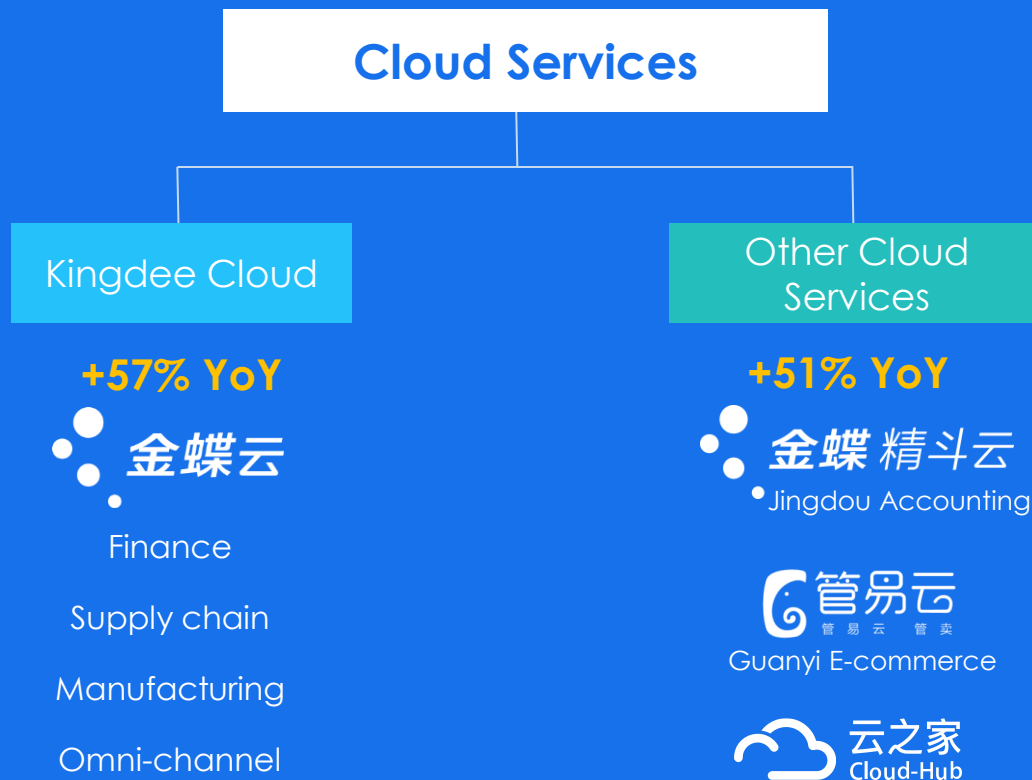 Cloud Services
Kingdee Cloud
+57% YoY
金蝶云
Finance
Supply chain
Manufacturing
Omni-channel
Other Cloud
Services
+51% YoY
金蝶 精斗云
Jingdou Accounting
管易云
管易云 管卖
Guanyi E-commerce
云之家
Cloud-Hub